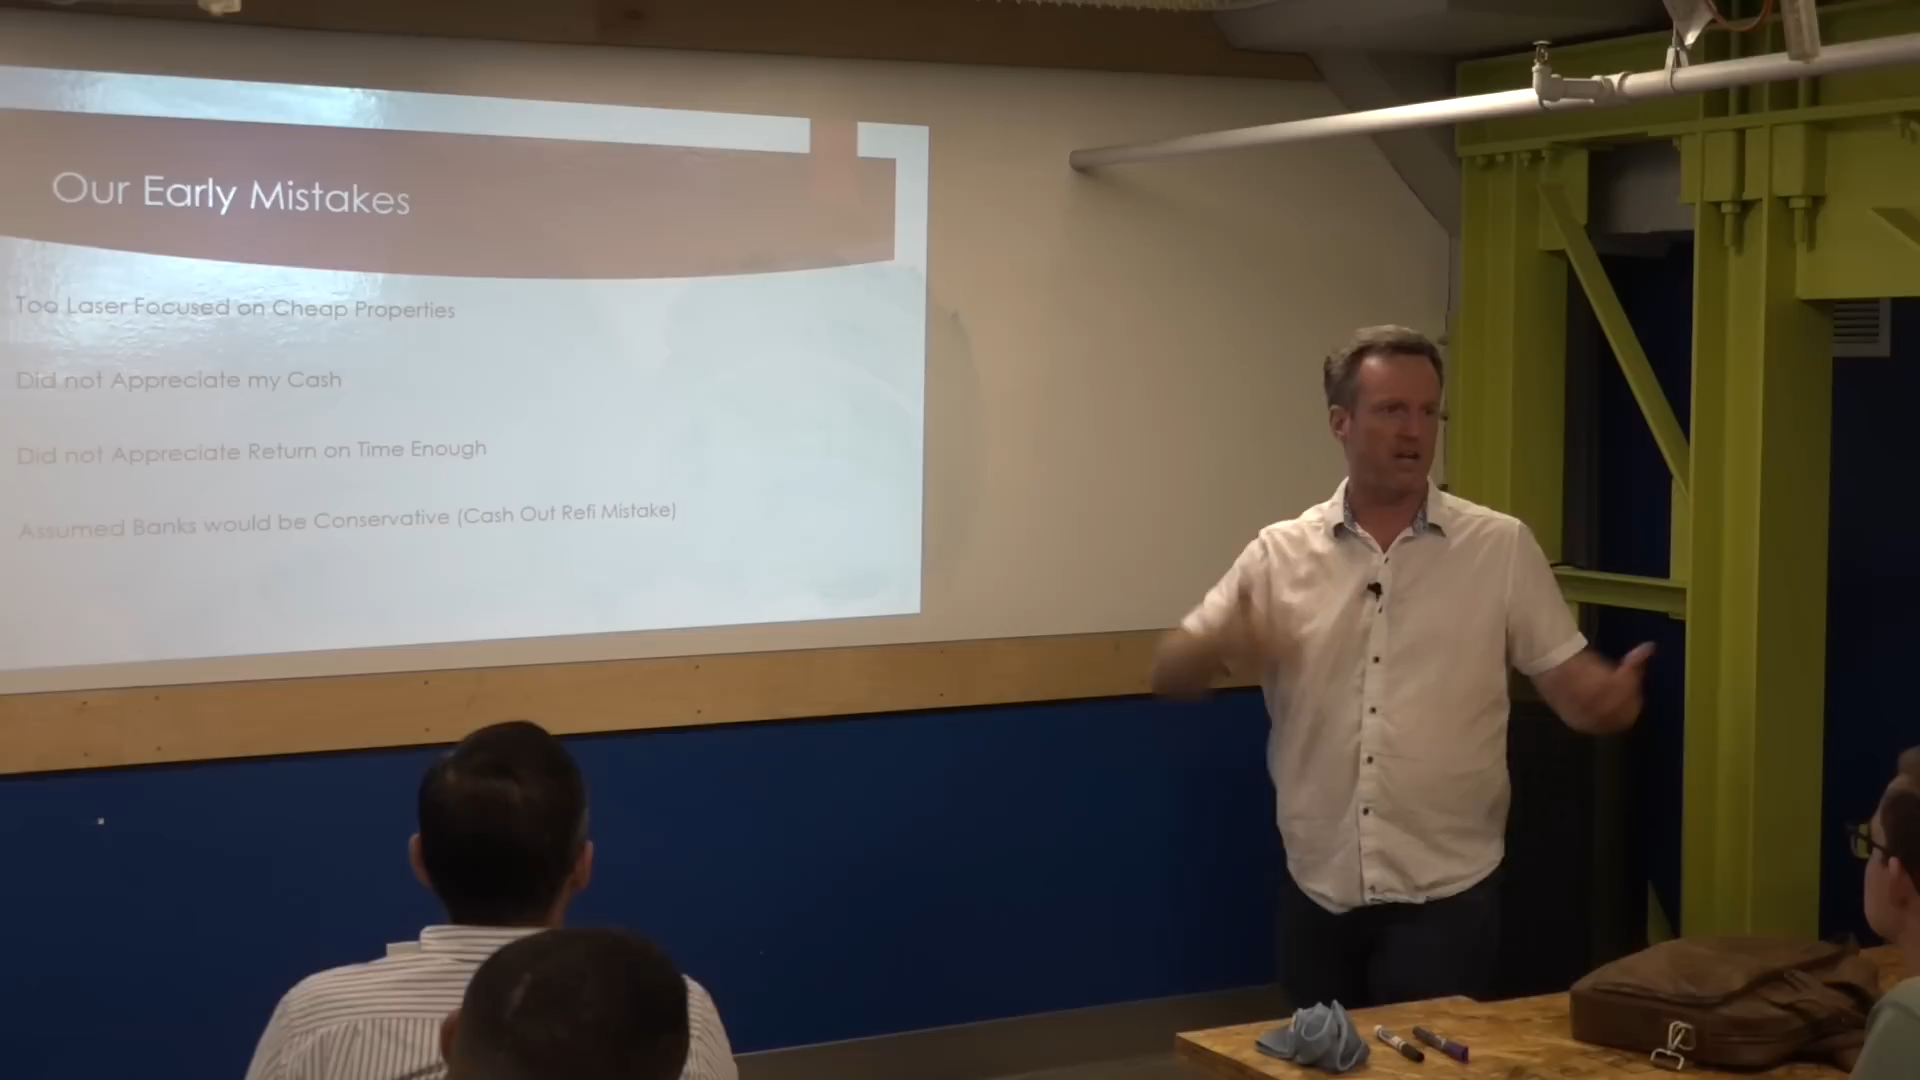 Our Early Mistakes
Too Laser Focused on Cheap Properties
Did not Appreciate my Cash
Did not Appreciate Return on Time Enough
Assumed Banks would be Conservative (Cash Out Refi Mistake)